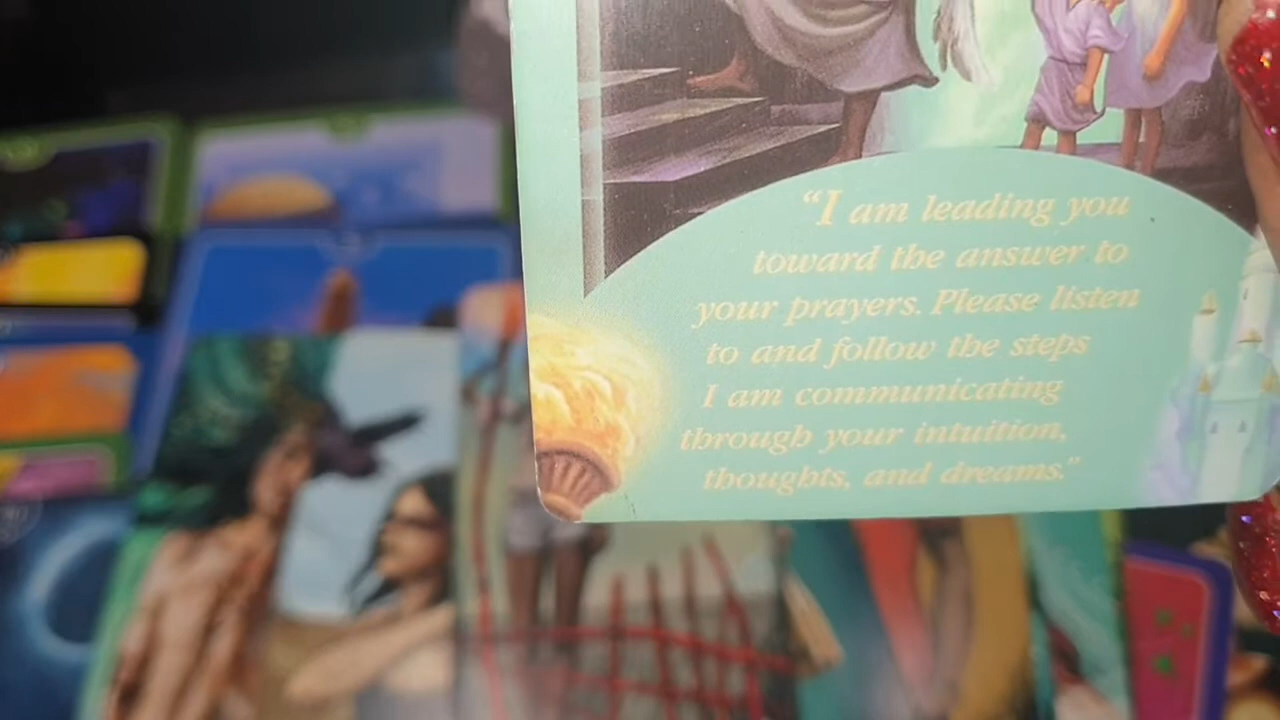 “I am leading you
toward the answer to
your prayers. Please listen
to and follow the steps
I am communicating
through your intuition,
thoughts, and dreams.”